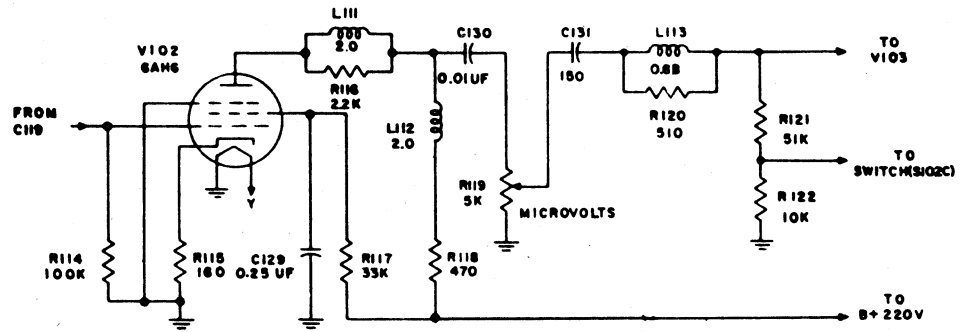 L111
2.0
C130
C131
L113
V102
6AH6
0.01UF
150
0.68
TO
V103
R116
2.2K
FROM
C119
L112
2.0
R120
510
R121
51K
TO
SWITCH(S102C)
R119
5K
MICROVOLTS
R122
10K
Y
R114
100K
R115
160
C129
0.25 UF
R117
33K
R118
470
TO
B+ 220V